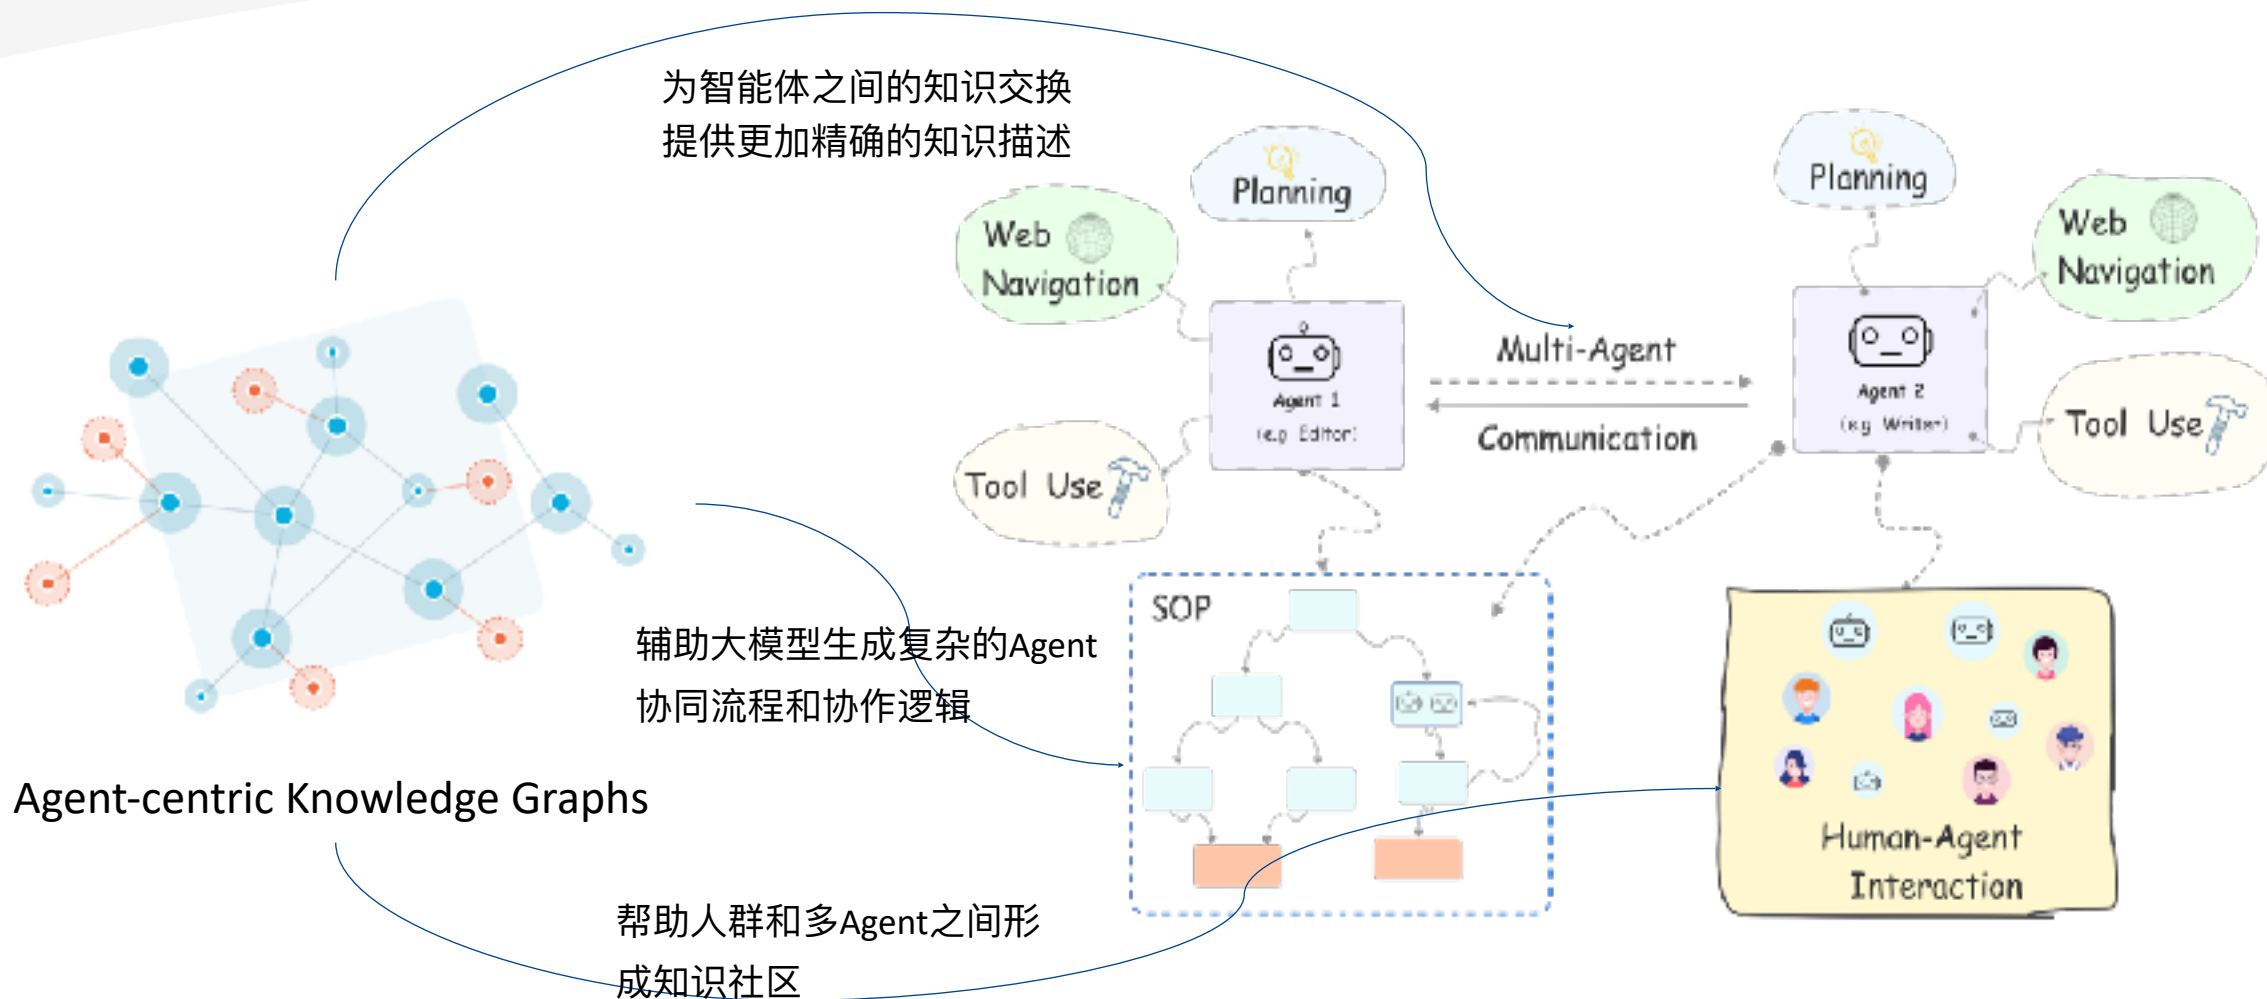 为智能体之间的知识交换
提供更加精确的知识描述
Planning
Web
Navigation
Tool Use
Agent 1
(e.g Editor)
Multi-Agent
Communication
Planning
Web
Navigation
Tool Use
Agent 2
(e.g Writer)
辅助大模型生成复杂的Agent
协同流程和协作逻辑
SOP
Agent-centric Knowledge Graphs
Human-Agent
Interaction
帮助人群和多Agent之间形
成知识社区